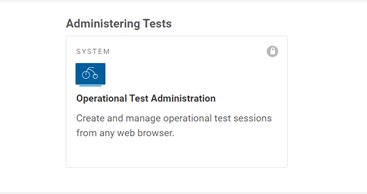 Administering Tests
SYSTEM
Operational Test Administration
Create and manage operational test sessions
from any web browser.